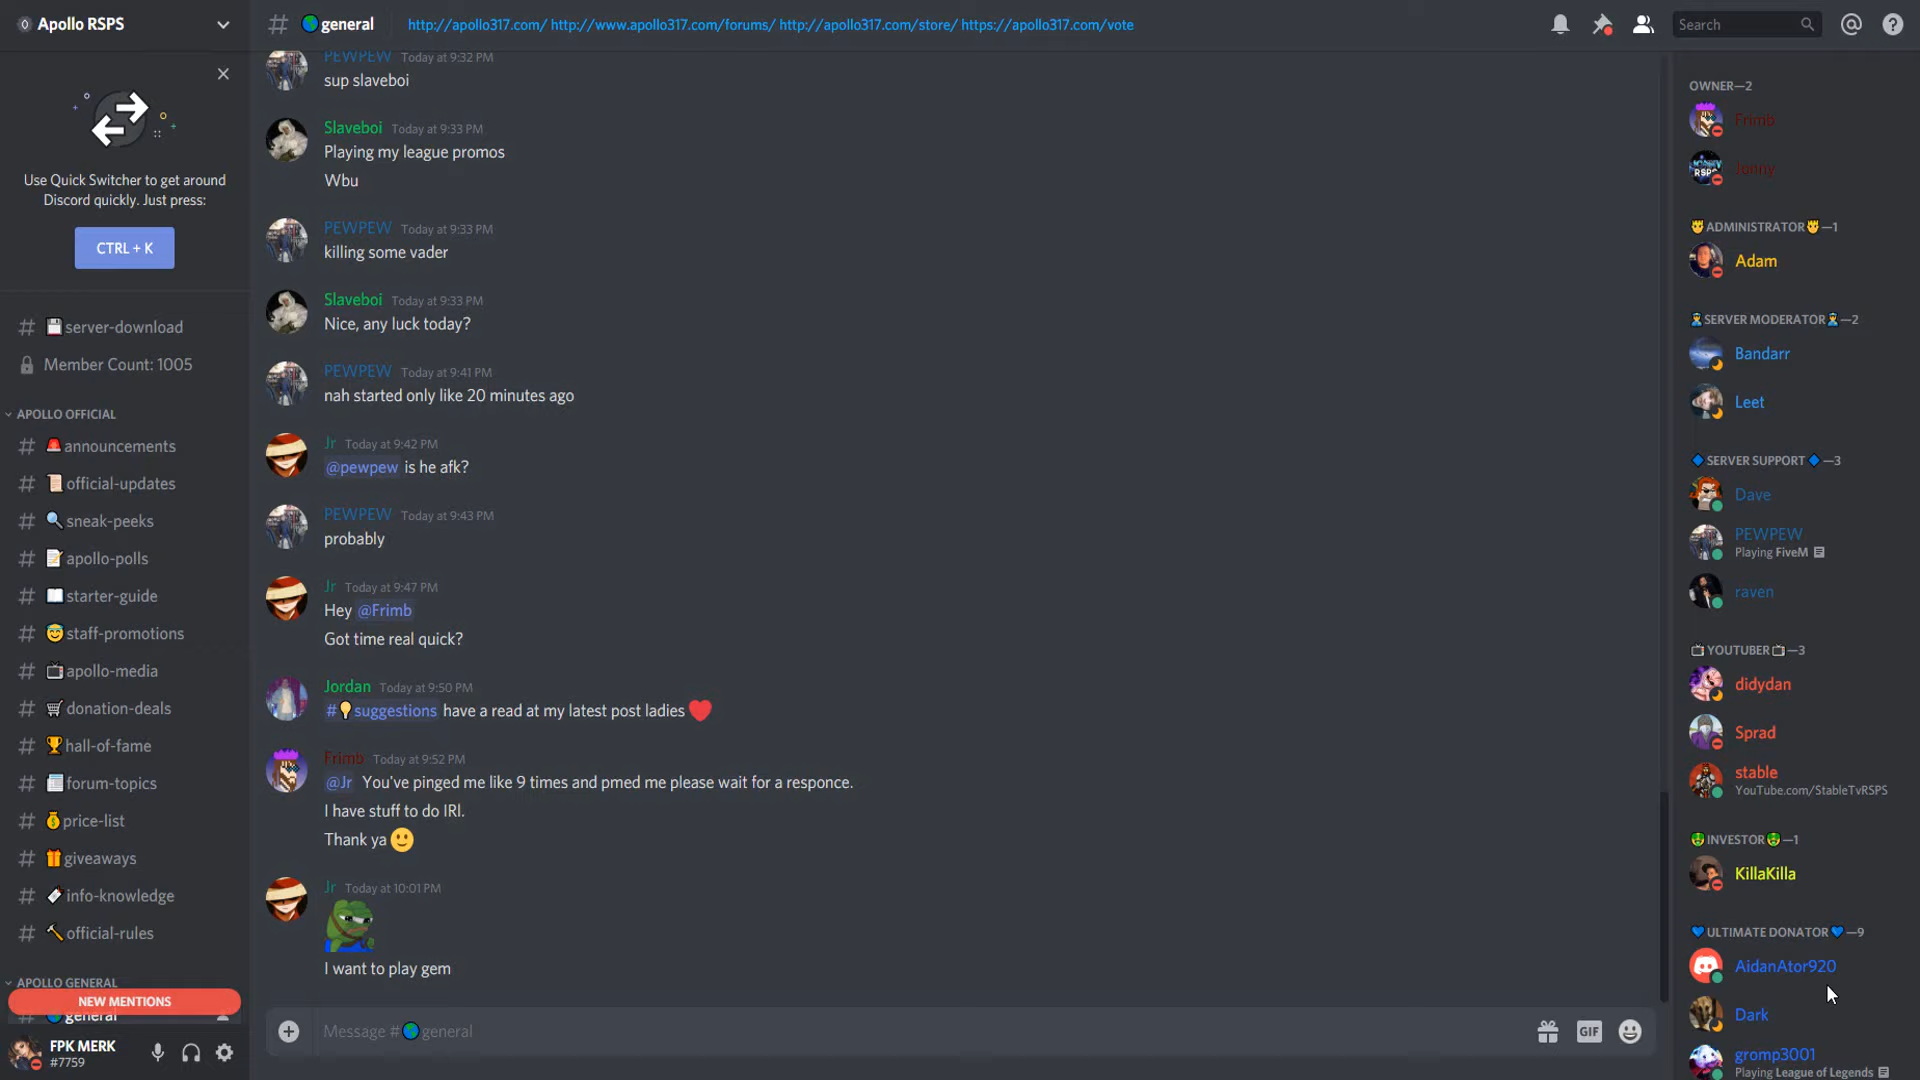 Apollo RSPS
general
http://apollo317.com/ http://www.apollo317.com/forums/ http://apollo317.com/store/ https://apollo317.com/vote
Search
Use Quick Switcher to get around
Discord quickly. Just press:
CTRL + K
# server-download
Member Count: 1005
APOLLO OFFICIAL
# announcements
# official-updates
# sneak-peeks
# apollo-polls
# starter-guide
# staff-promotions
# apollo-media
# donation-deals
# hall-of-fame
# forum-topics
# price-list
# giveaways
# info-knowledge
# official-rules
APOLLO GENERAL
NEW MENTIONS
# general
FPK MERK
#7759
PEWPEW Today at 9:32 PM
sup slaveboi
Slaveboi Today at 9:33 PM
Playing my league promos
Wbu
PEWPEW Today at 9:33 PM
killing some vader
Slaveboi Today at 9:33 PM
Nice, any luck today?
PEWPEW Today at 9:41 PM
nah started only like 20 minutes ago
Jr Today at 9:42 PM
@pewpew is he afk?
PEWPEW Today at 9:43 PM
probably
Jr Today at 9:47 PM
Hey @Frimb
Got time real quick?
Jordan Today at 9:50 PM
#suggestions have a read at my latest post ladies
Frimb Today at 9:52 PM
@Jr You've pinged me like 9 times and pmed me please wait for a responce.
I have stuff to do IRl.
Thank ya
Jr Today at 10:01 PM
I want to play gem
Message #general
GIF
OWNER—2
Frimb
Jonny
ADMINISTRATOR—1
Adam
SERVER MODERATOR—2
Bandarr
Leet
SERVER SUPPORT—3
Dave
PEWPEW
Playing FiveM
raven
YOUTUBER—3
didydan
Sprad
stable
YouTube.com/StableTvRSPS
INVESTOR—1
KillaKilla
ULTIMATE DONATOR—9
AidanAtor920
Dark
gromp3001
Playing League of Legends